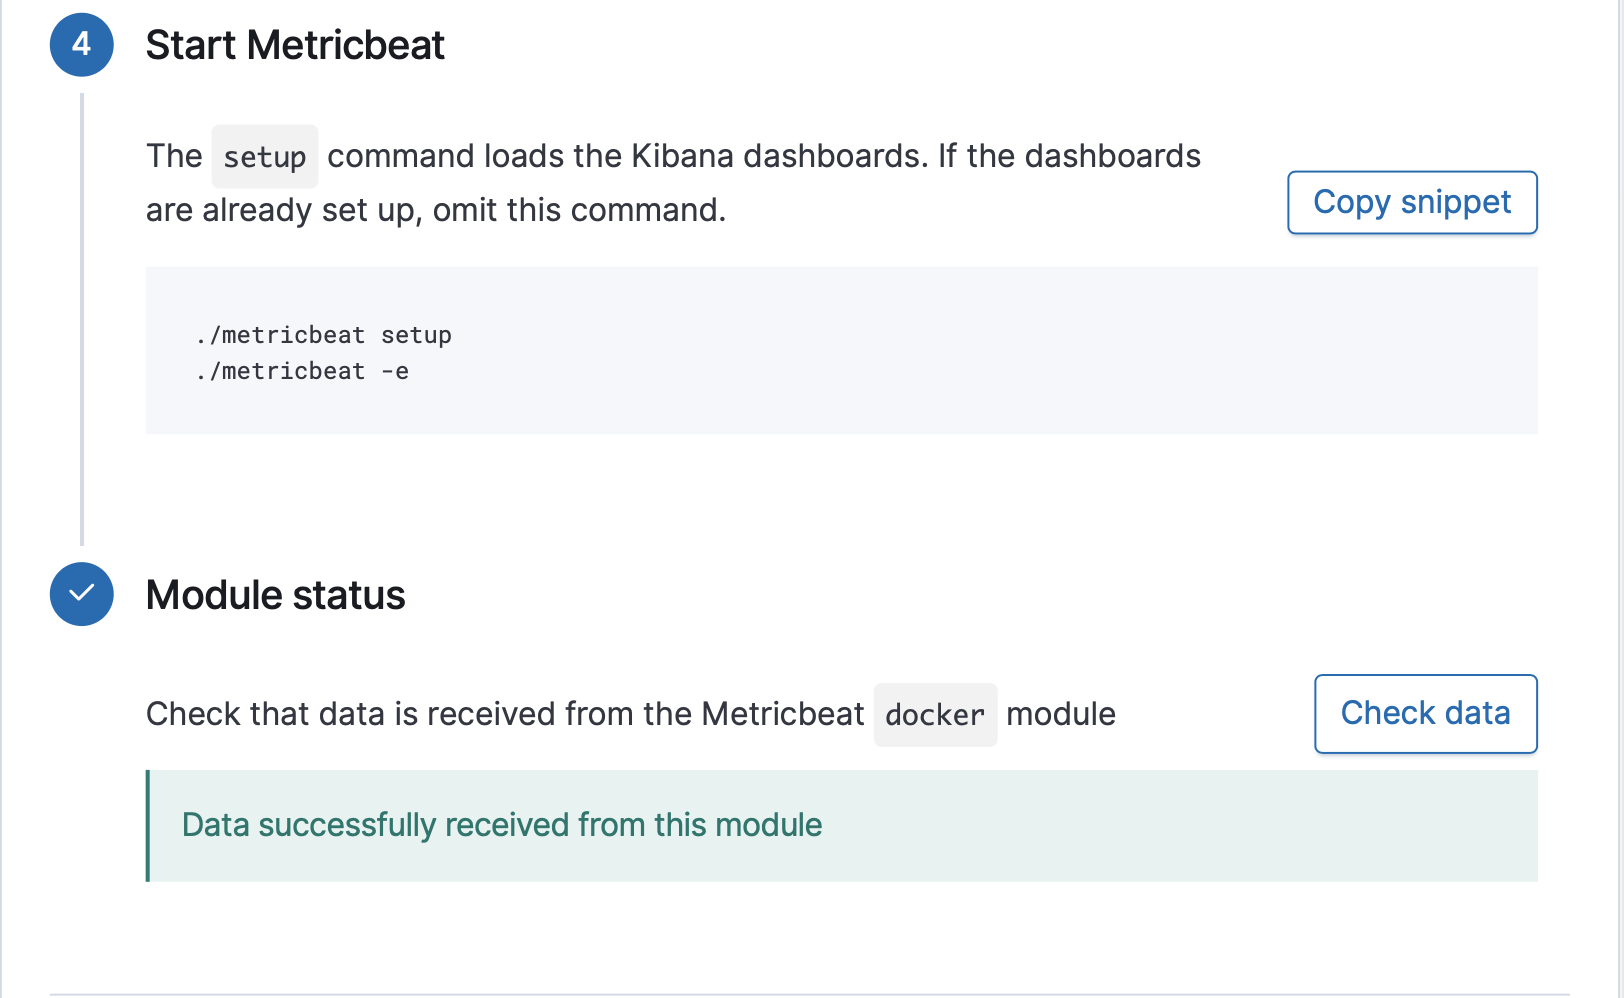 4 Start Metricbeat
The setup command loads the Kibana dashboards. If the dashboards
are already set up, omit this command.
Copy snippet
./metricbeat setup
./metricbeat -e
Module status
Check that data is received from the Metricbeat docker module
Check data
Data successfully received from this module